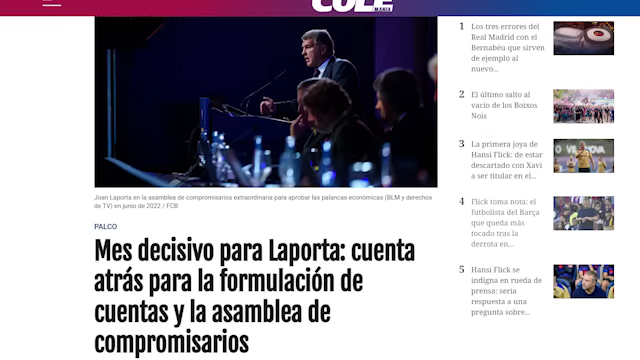 CULE
MANIA
Joan Laporta en la asamblea de compromisarios extraordinaria para aprobar las palancas económicas (BLM y derechos
de TV) en junio de 2022 / FCB
PALCO
Mes decisivo para Laporta: cuenta
atrás para la formulación de
cuentas y la asamblea de
compromisarios
1 Los tres errores del
Real Madrid con el
Bernabéu que sirven
de ejemplo al
nuevo...
2 El último salto al
vacío de los Boixos
Nois
3 La primera joya de
Hansi Flick: de estar
descartado con Xavi
a ser titular en el...
4 Flick toma nota: el
futbolista del Barça
que queda más
tocado tras la
derrota en...
5 Hansi Flick se
indigna en rueda de
prensa: seria
respuesta a una
pregunta sobre...